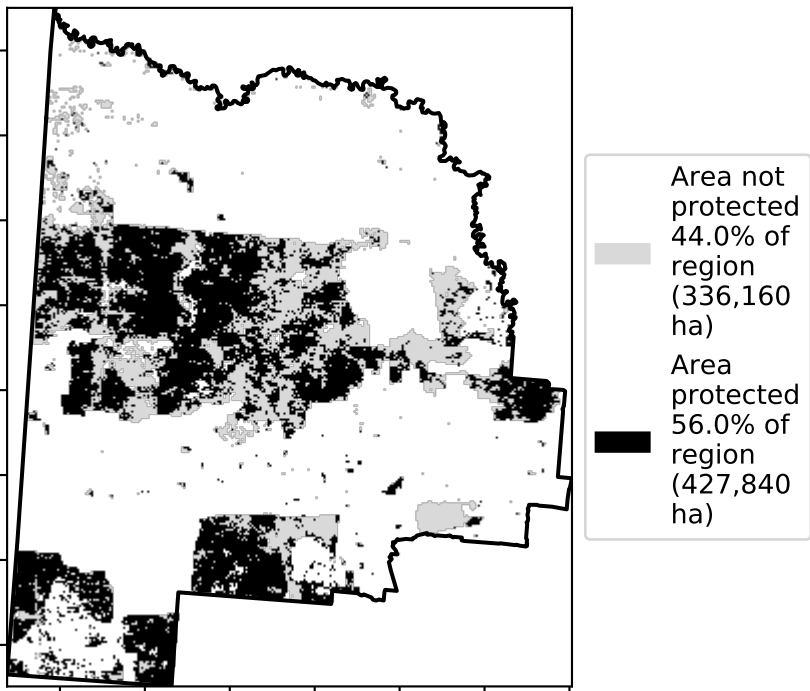 Area not
protected
44.0% of
region
(336,160
ha)
Area
protected
56.0% of
region
(427,840
ha)